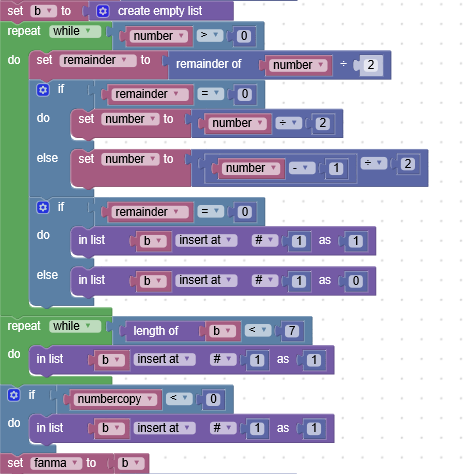 set b to create empty list
repeat while number > 0
do set remainder to remainder of number ÷ 2
if remainder = 0
do set number to number ÷ 2
else set number to number - 1 ÷ 2
if remainder = 0
do in list b insert at # 1 as 1
else in list b insert at # 1 as 0
repeat while length of b < 7
do in list b insert at # 1 as 1
if numbercopy < 0
do in list b insert at # 1 as 1
set fanma to b